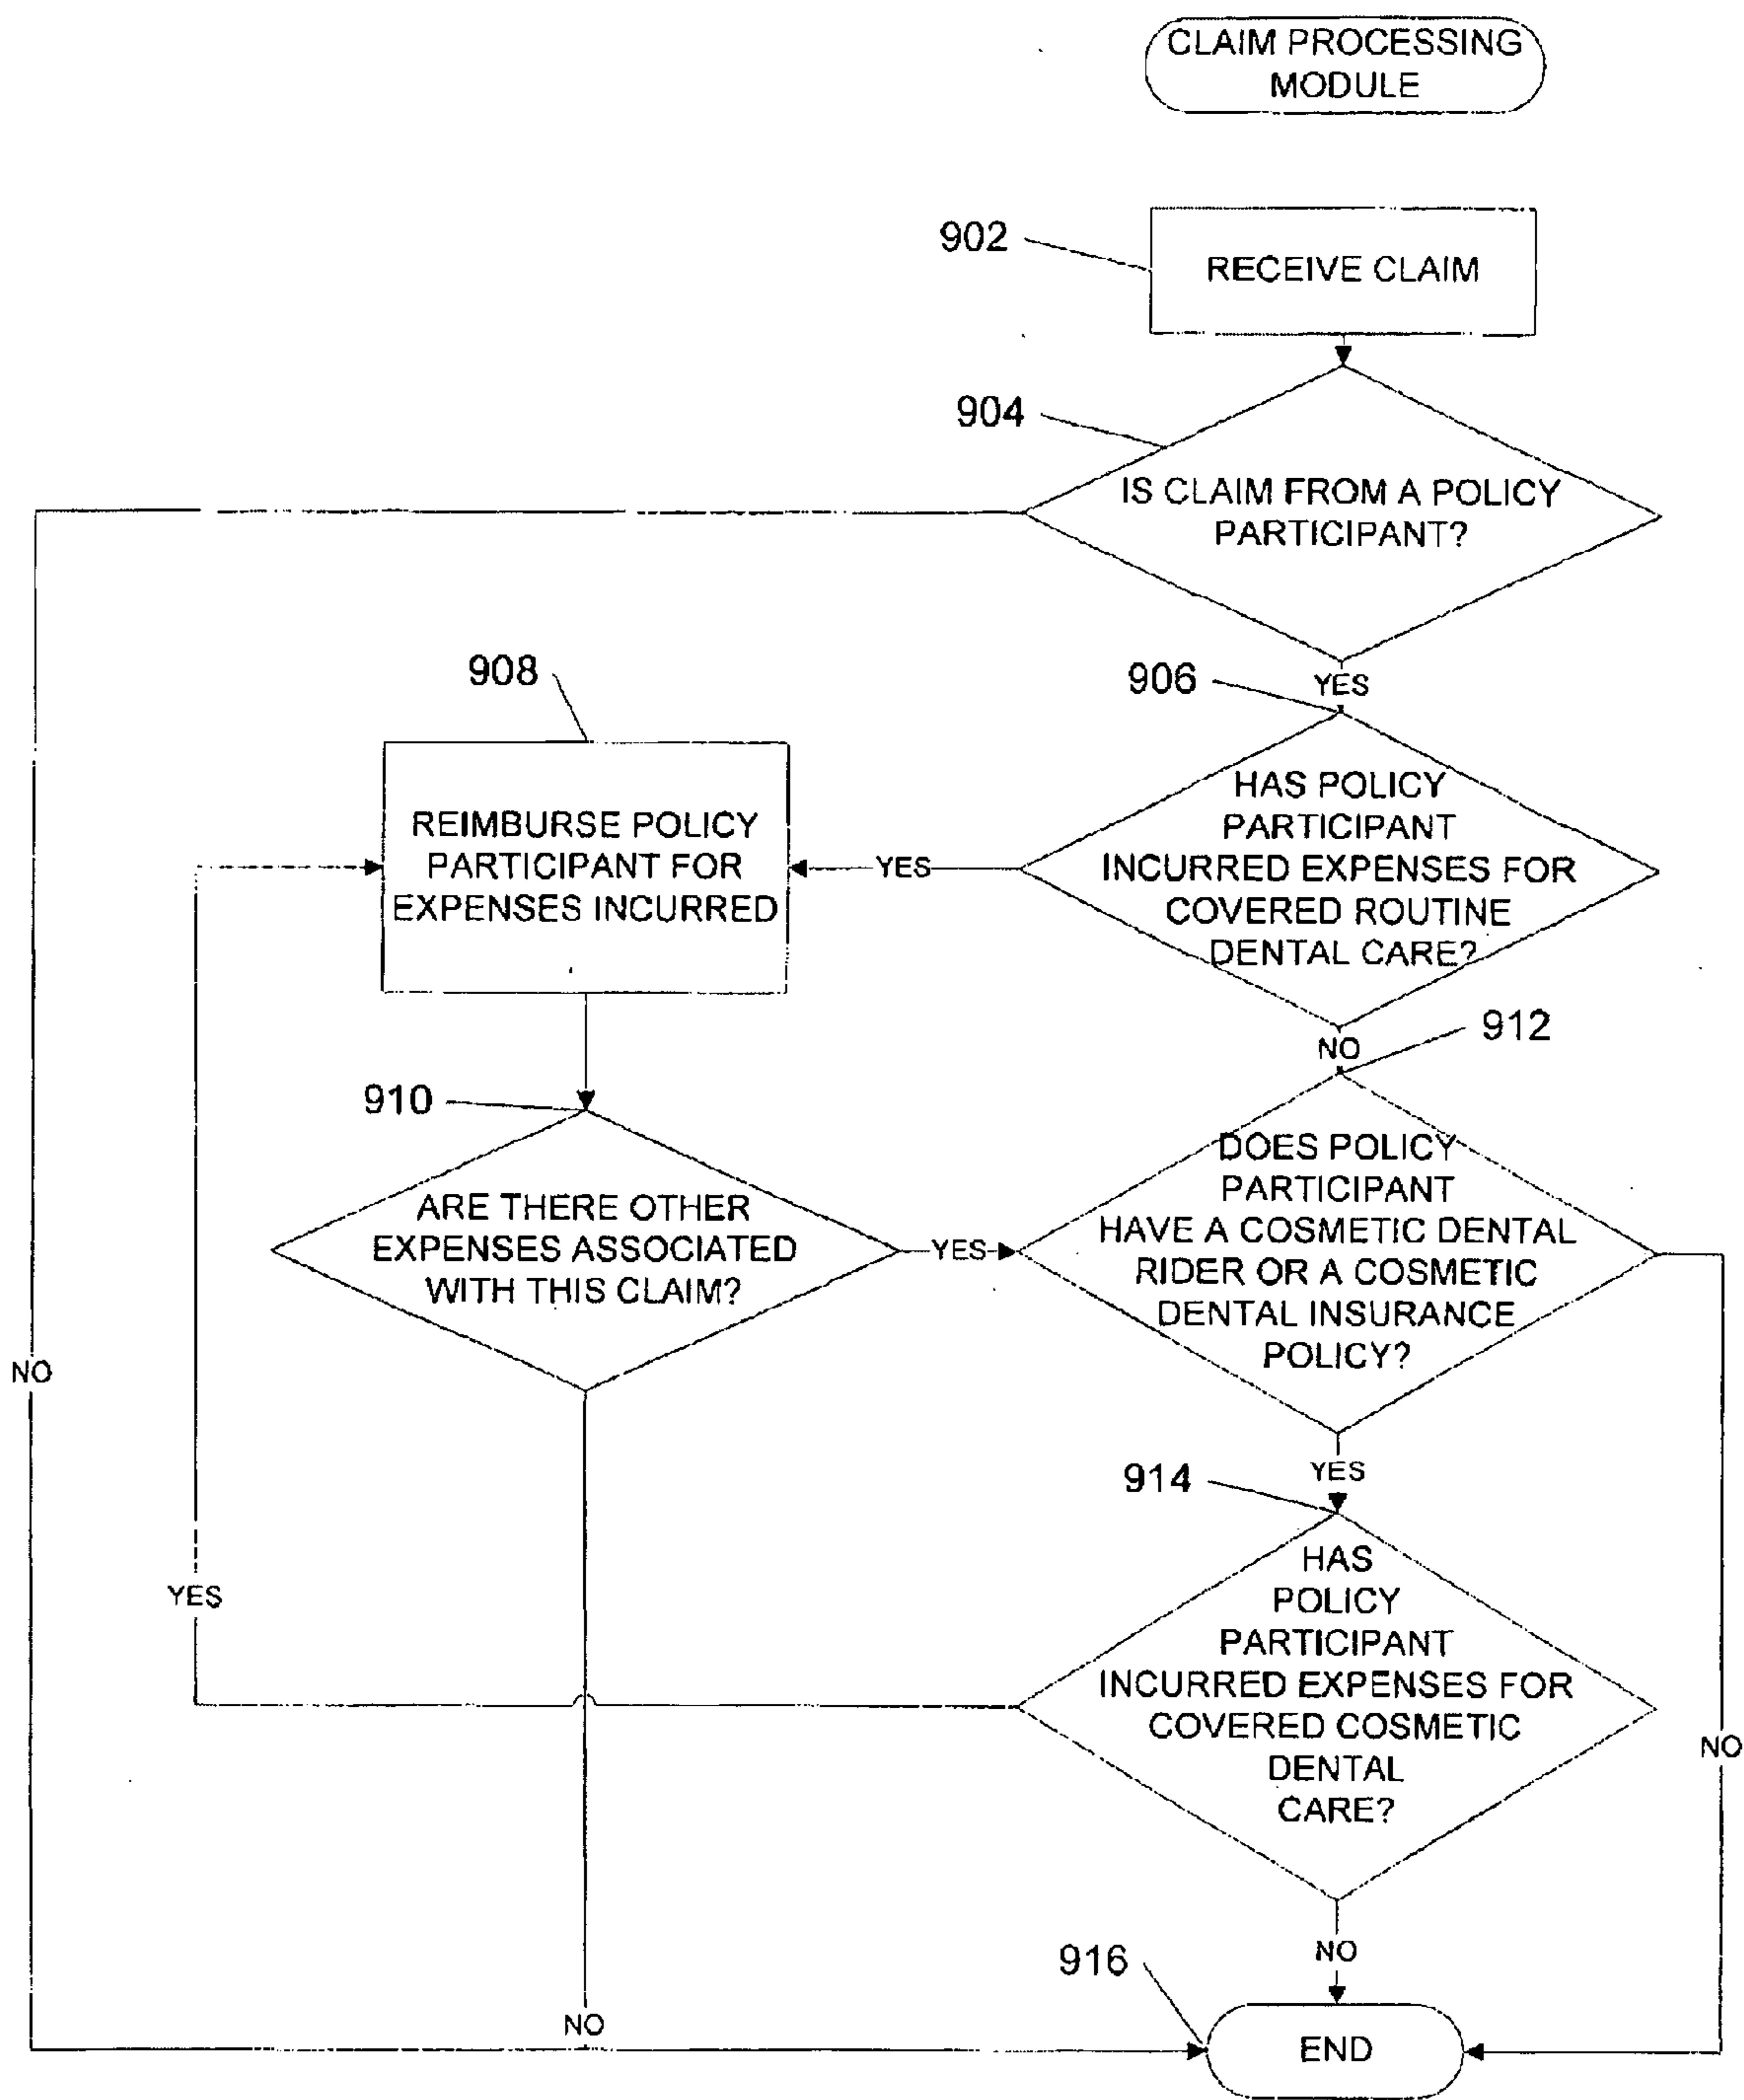 CLAIM PROCESSING
MODULE
902
RECEIVE CLAIM
904
IS CLAIM FROM A POLICY
PARTICIPANT?
YES
906
HAS POLICY
PARTICIPANT
INCURRED EXPENSES FOR
COVERED ROUTINE
DENTAL CARE?
YES
908
REIMBURSE POLICY
PARTICIPANT FOR
EXPENSES INCURRED
910
ARE THERE OTHER
EXPENSES ASSOCIATED
WITH THIS CLAIM?
YES
NO
912
DOES POLICY
PARTICIPANT
HAVE A COSMETIC DENTAL
RIDER OR A COSMETIC
DENTAL INSURANCE
POLICY?
YES
914
HAS
POLICY
PARTICIPANT
INCURRED EXPENSES FOR
COVERED COSMETIC
DENTAL
CARE?
NO
YES
NO
NO
NO
916
END